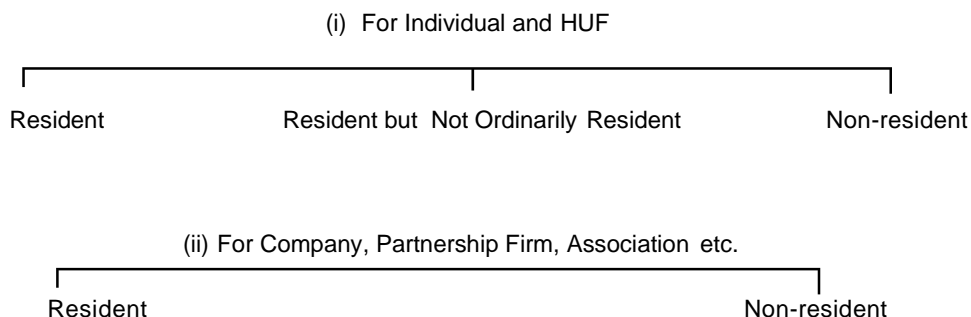 (i) For Individual and HUF
Resident Resident but Not Ordinarily Resident Non-resident
(ii) For Company, Partnership Firm, Association etc.
Resident Non-resident